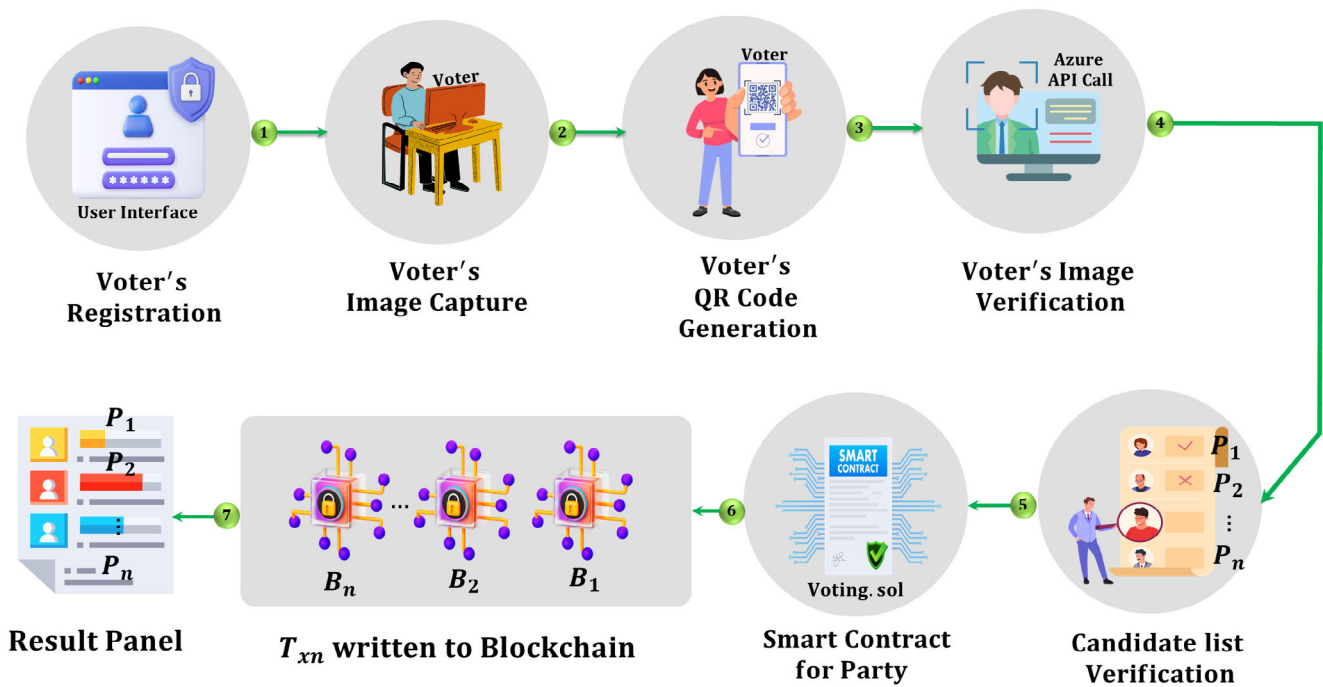 User Interface
Voter's
Registration
1
Voter
Voter's
Image Capture
2
Voter
Voter's
QR Code
Generation
3
Azure
API Call
Voter's Image
Verification
4
P₁
P₂
⋮
Pₙ
Candidate list
Verification
5
SMART
CONTRACT
Voting. sol
Smart Contract
for Party
6
Bₙ
...
B₂
B₁
Tₓₙ written to Blockchain
7
P₁
P₂
⋮
Pₙ
Result Panel